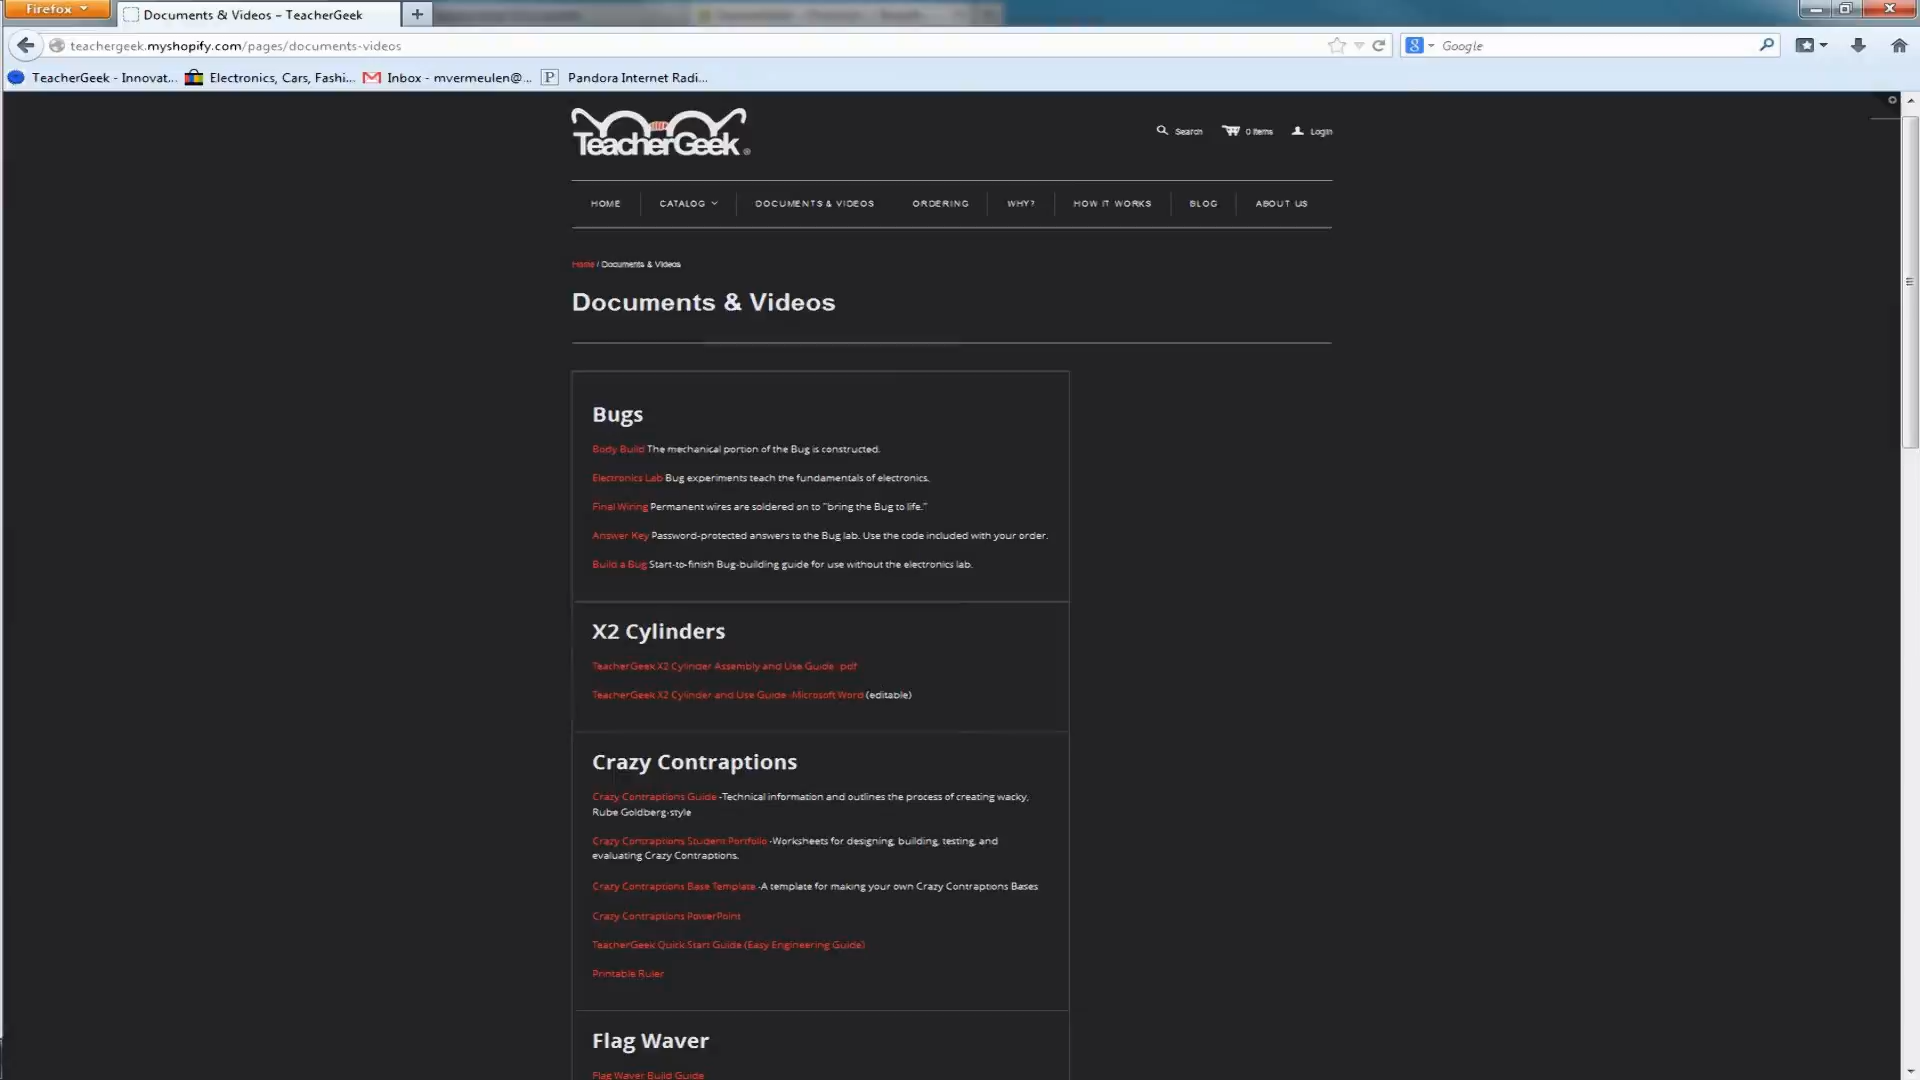 Firefox
Documents & Videos – TeacherGeek
teachergeek.myshopify.com/pages/documents-videos
Google
TeacherGeek - Innovat...
Electronics, Cars, Fashi...
Inbox - mvermeulen@...
Pandora Internet Radi...
TeacherGeek
Search
0 Items
Login
HOME
CATALOG
DOCUMENTS & VIDEOS
ORDERING
WHY?
HOW IT WORKS
BLOG
ABOUT US
Home / Documents & Videos
Documents & Videos
Bugs
Body Build The mechanical portion of the Bug is constructed.
Electronics Lab Bug experiments teach the fundamentals of electronics.
Final Wiring Permanent wires are soldered on to "bring the Bug to life."
Answer Key Password-protected answers to the Bug lab. Use the code included with your order.
Build a Bug Start-to-finish Bug-building guide for use without the electronics lab.
X2 Cylinders
TeacherGeek X2 Cylinder Assembly and Use Guide -pdf
TeacherGeek X2 Cylinder and Use Guide -Microsoft Word (editable)
Crazy Contraptions
Crazy Contraptions Guide -Technical information and outlines the process of creating wacky,
Rube Goldberg-style
Crazy Contraptions Student Portfolio -Worksheets for designing, building, testing, and
evaluating Crazy Contraptions.
Crazy Contraptions Base Template -A template for making your own Crazy Contraptions Bases
Crazy Contraptions PowerPoint
TeacherGeek Quick Start Guide (Easy Engineering Guide)
Printable Ruler
Flag Waver
Flag Waver Build Guide